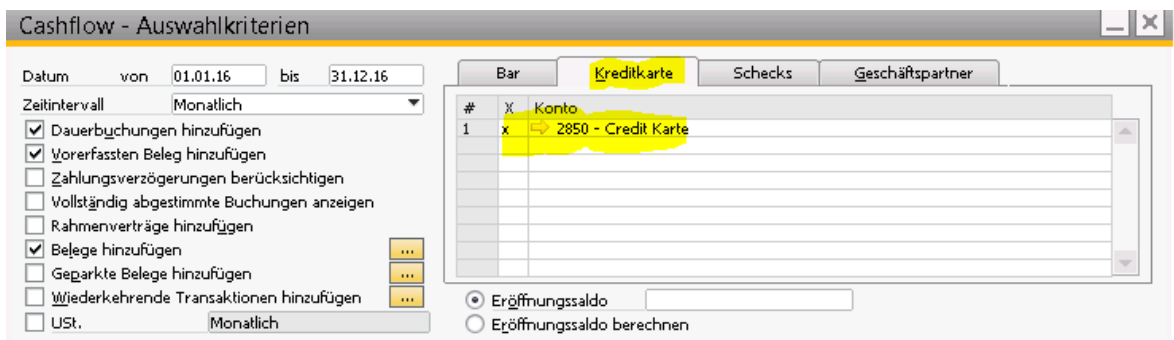 Cashflow - Auswahlkriterien
Datum von 01.01.16 bis 31.12.16
Zeitintervall Monatlich
Dauerbuchungen hinzufügen
Vorerfassten Beleg hinzufügen
Zahlungsverzögerungen berücksichtigen
Vollständig abgestimmte Buchungen anzeigen
Rahmenverträge hinzufügen
Belege hinzufügen ...
Geparkte Belege hinzufügen ...
Wiederkehrende Transaktionen hinzufügen ...
USt. Monatlich
Bar Kreditkarte Schecks Geschäftspartner
# X Konto
1 x 2850 - Credit Karte
Eröffnungssaldo
Eröffnungssaldo berechnen